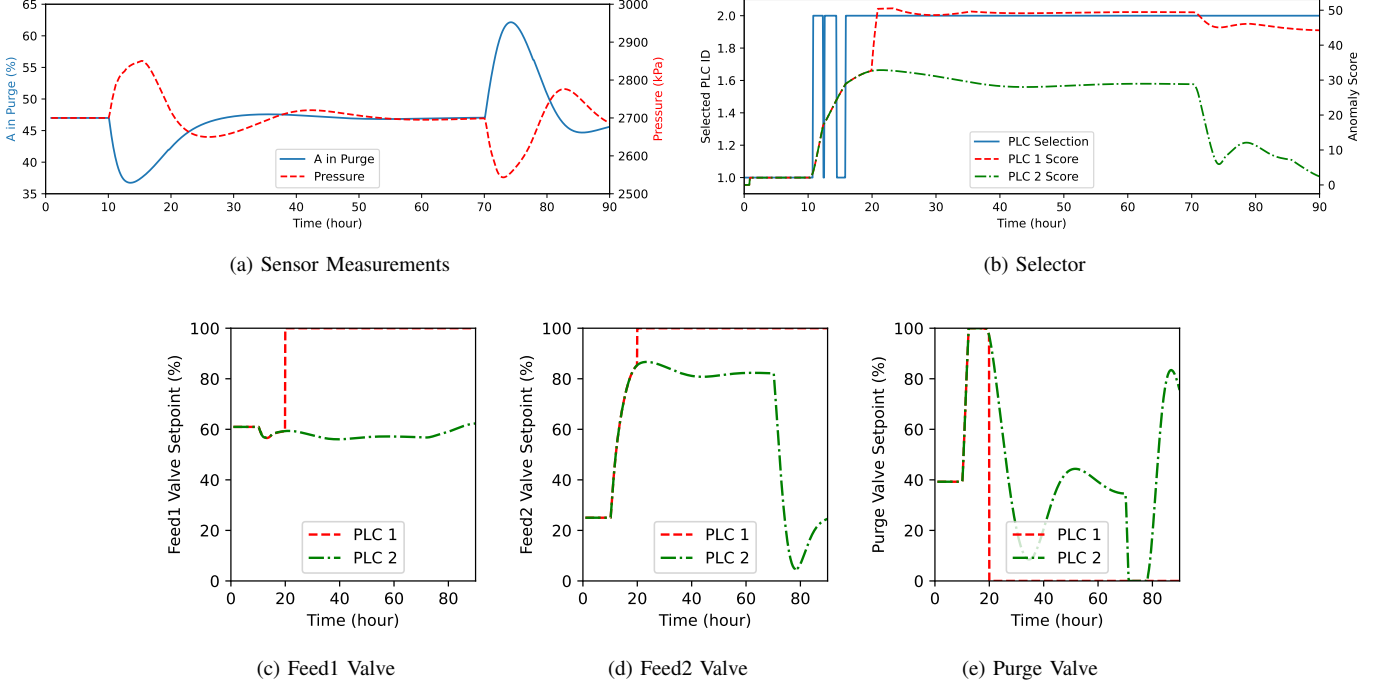 65
60
55
50
45
40
35
A in Purge (%)
3000
2950
2900
2850
2800
2750
2700
2650
2600
2550
2500
Pressure (kPa)
A in Purge
Pressure
0 10 20 30 40 50 60 70 80 90
Time (hour)
(a) Sensor Measurements
2.0
1.8
1.6
1.4
1.2
1.0
Selected PLC ID
50
40
30
20
10
0
Anomaly Score
PLC Selection
PLC 1 Score
PLC 2 Score
0 10 20 30 40 50 60 70 80 90
Time (hour)
(b) Selector
100
80
60
40
20
0
Feed1 Valve Setpoint (%)
PLC 1
PLC 2
0 20 40 60 80
Time (hour)
(c) Feed1 Valve
100
80
60
40
20
0
Feed2 Valve Setpoint (%)
PLC 1
PLC 2
0 20 40 60 80
Time (hour)
(d) Feed2 Valve
100
80
60
40
20
0
Purge Valve Setpoint (%)
PLC 1
PLC 2
0 20 40 60 80
Time (hour)
(e) Purge Valve